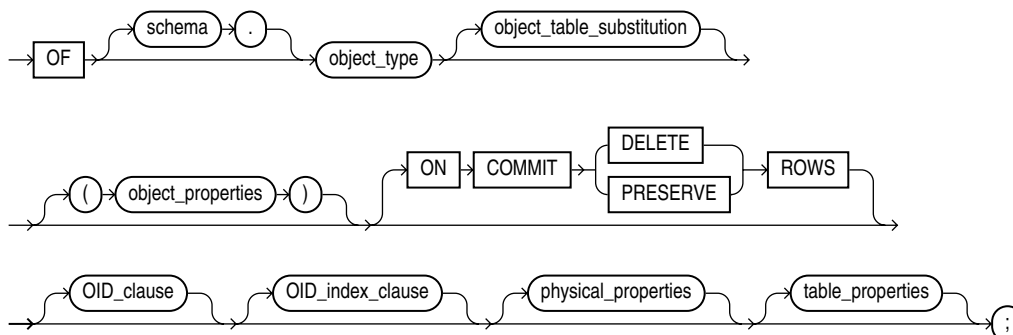 OF schema . object_type object_table_substitution
( object_properties ) ON COMMIT DELETE PRESERVE ROWS
OID_clause OID_index_clause physical_properties table_properties ;